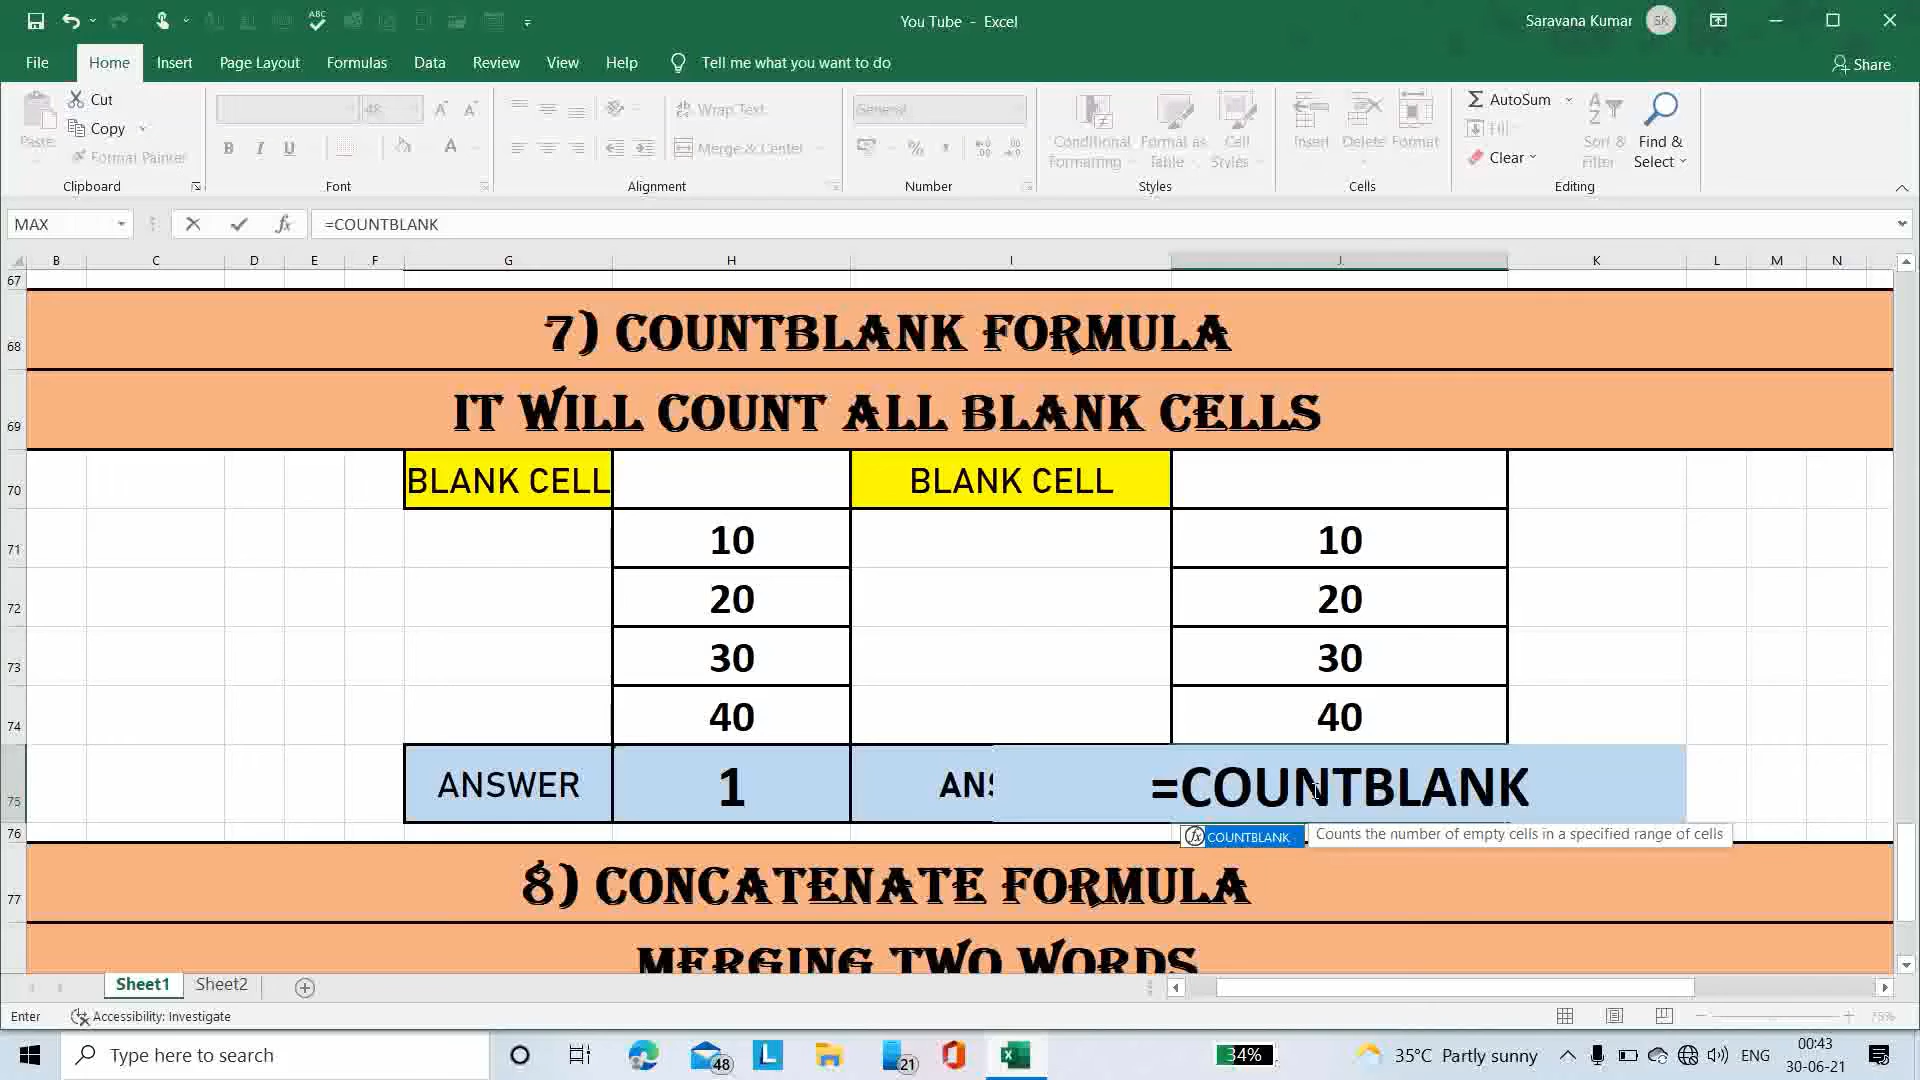 You Tube - Excel
Saravana Kumar
SK
File
Home
Insert
Page Layout
Formulas
Data
Review
View
Help
Tell me what you want to do
Share
Paste
Cut
Copy
Format Painter
Clipboard
48
B I U
Font
Wrap Text
Merge & Center
Alignment
General
Number
Conditional Formatting
Format as Table
Cell Styles
Styles
Insert
Delete
Format
Cells
AutoSum
Fill
Clear
Sort & Filter
Find & Select
Editing
MAX
=COUNTBLANK
B C D E F G H I J K L M N
67
68 7) COUNTBLANK FORMULA
69 IT WILL COUNT ALL BLANK CELLS
70 BLANK CELL BLANK CELL
71 10 10
72 20 20
73 30 30
74 40 40
75 ANSWER 1 ANS =COUNTBLANK
76
COUNTBLANK
Counts the number of empty cells in a specified range of cells
77 8) CONCATENATE FORMULA
MERGING TWO WORDS
Sheet1
Sheet2
Enter
Accessibility: Investigate
75%
Type here to search
48
21
34%
35°C Partly sunny
ENG
00:43
30-06-21